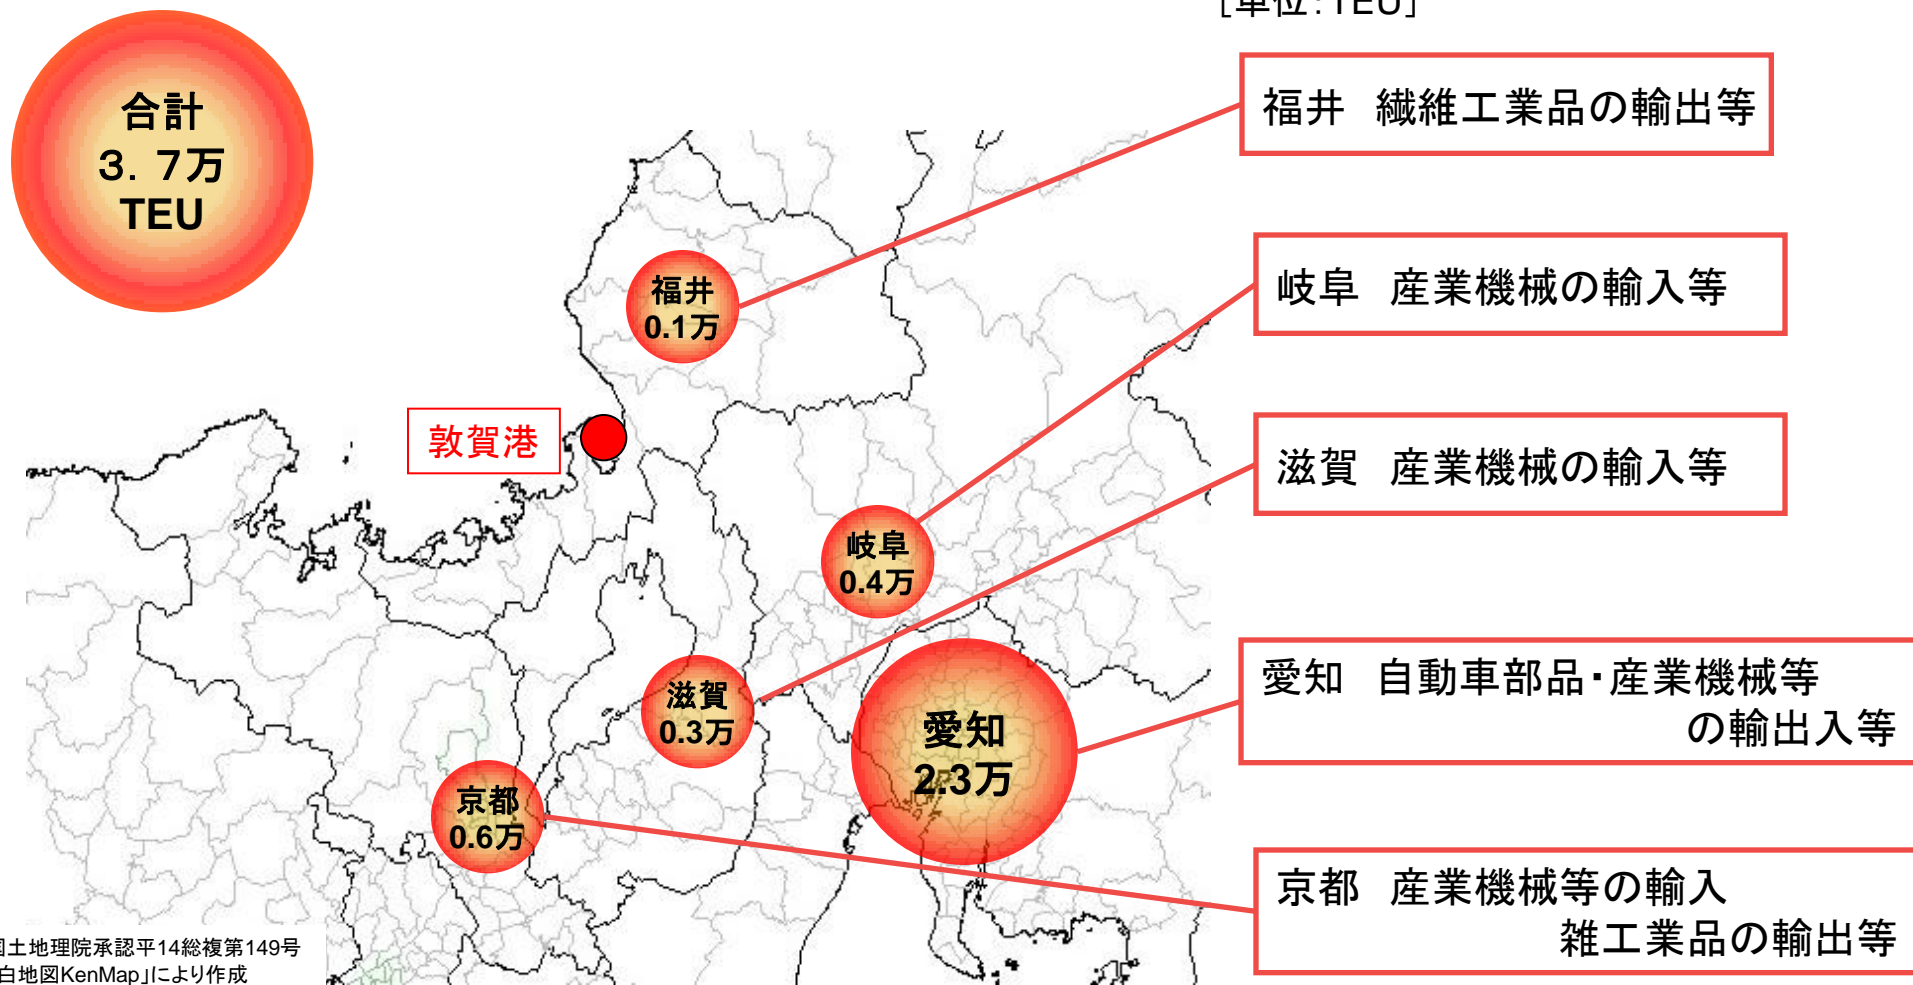 ［単位：TEU］
合計
３．７万
TEU
福井　繊維工業品の輸出等
岐阜　産業機械の輸入等
滋賀　産業機械の輸入等
愛知　自動車部品・産業機械等
の輸出入等
京都　産業機械等の輸入
雑工業品の輸出等
福井
0.1万
敦賀港
岐阜
0.4万
滋賀
0.3万
愛知
2.3万
京都
0.6万
国土地理院承認平14総複第149号
白地図KenMap」により作成